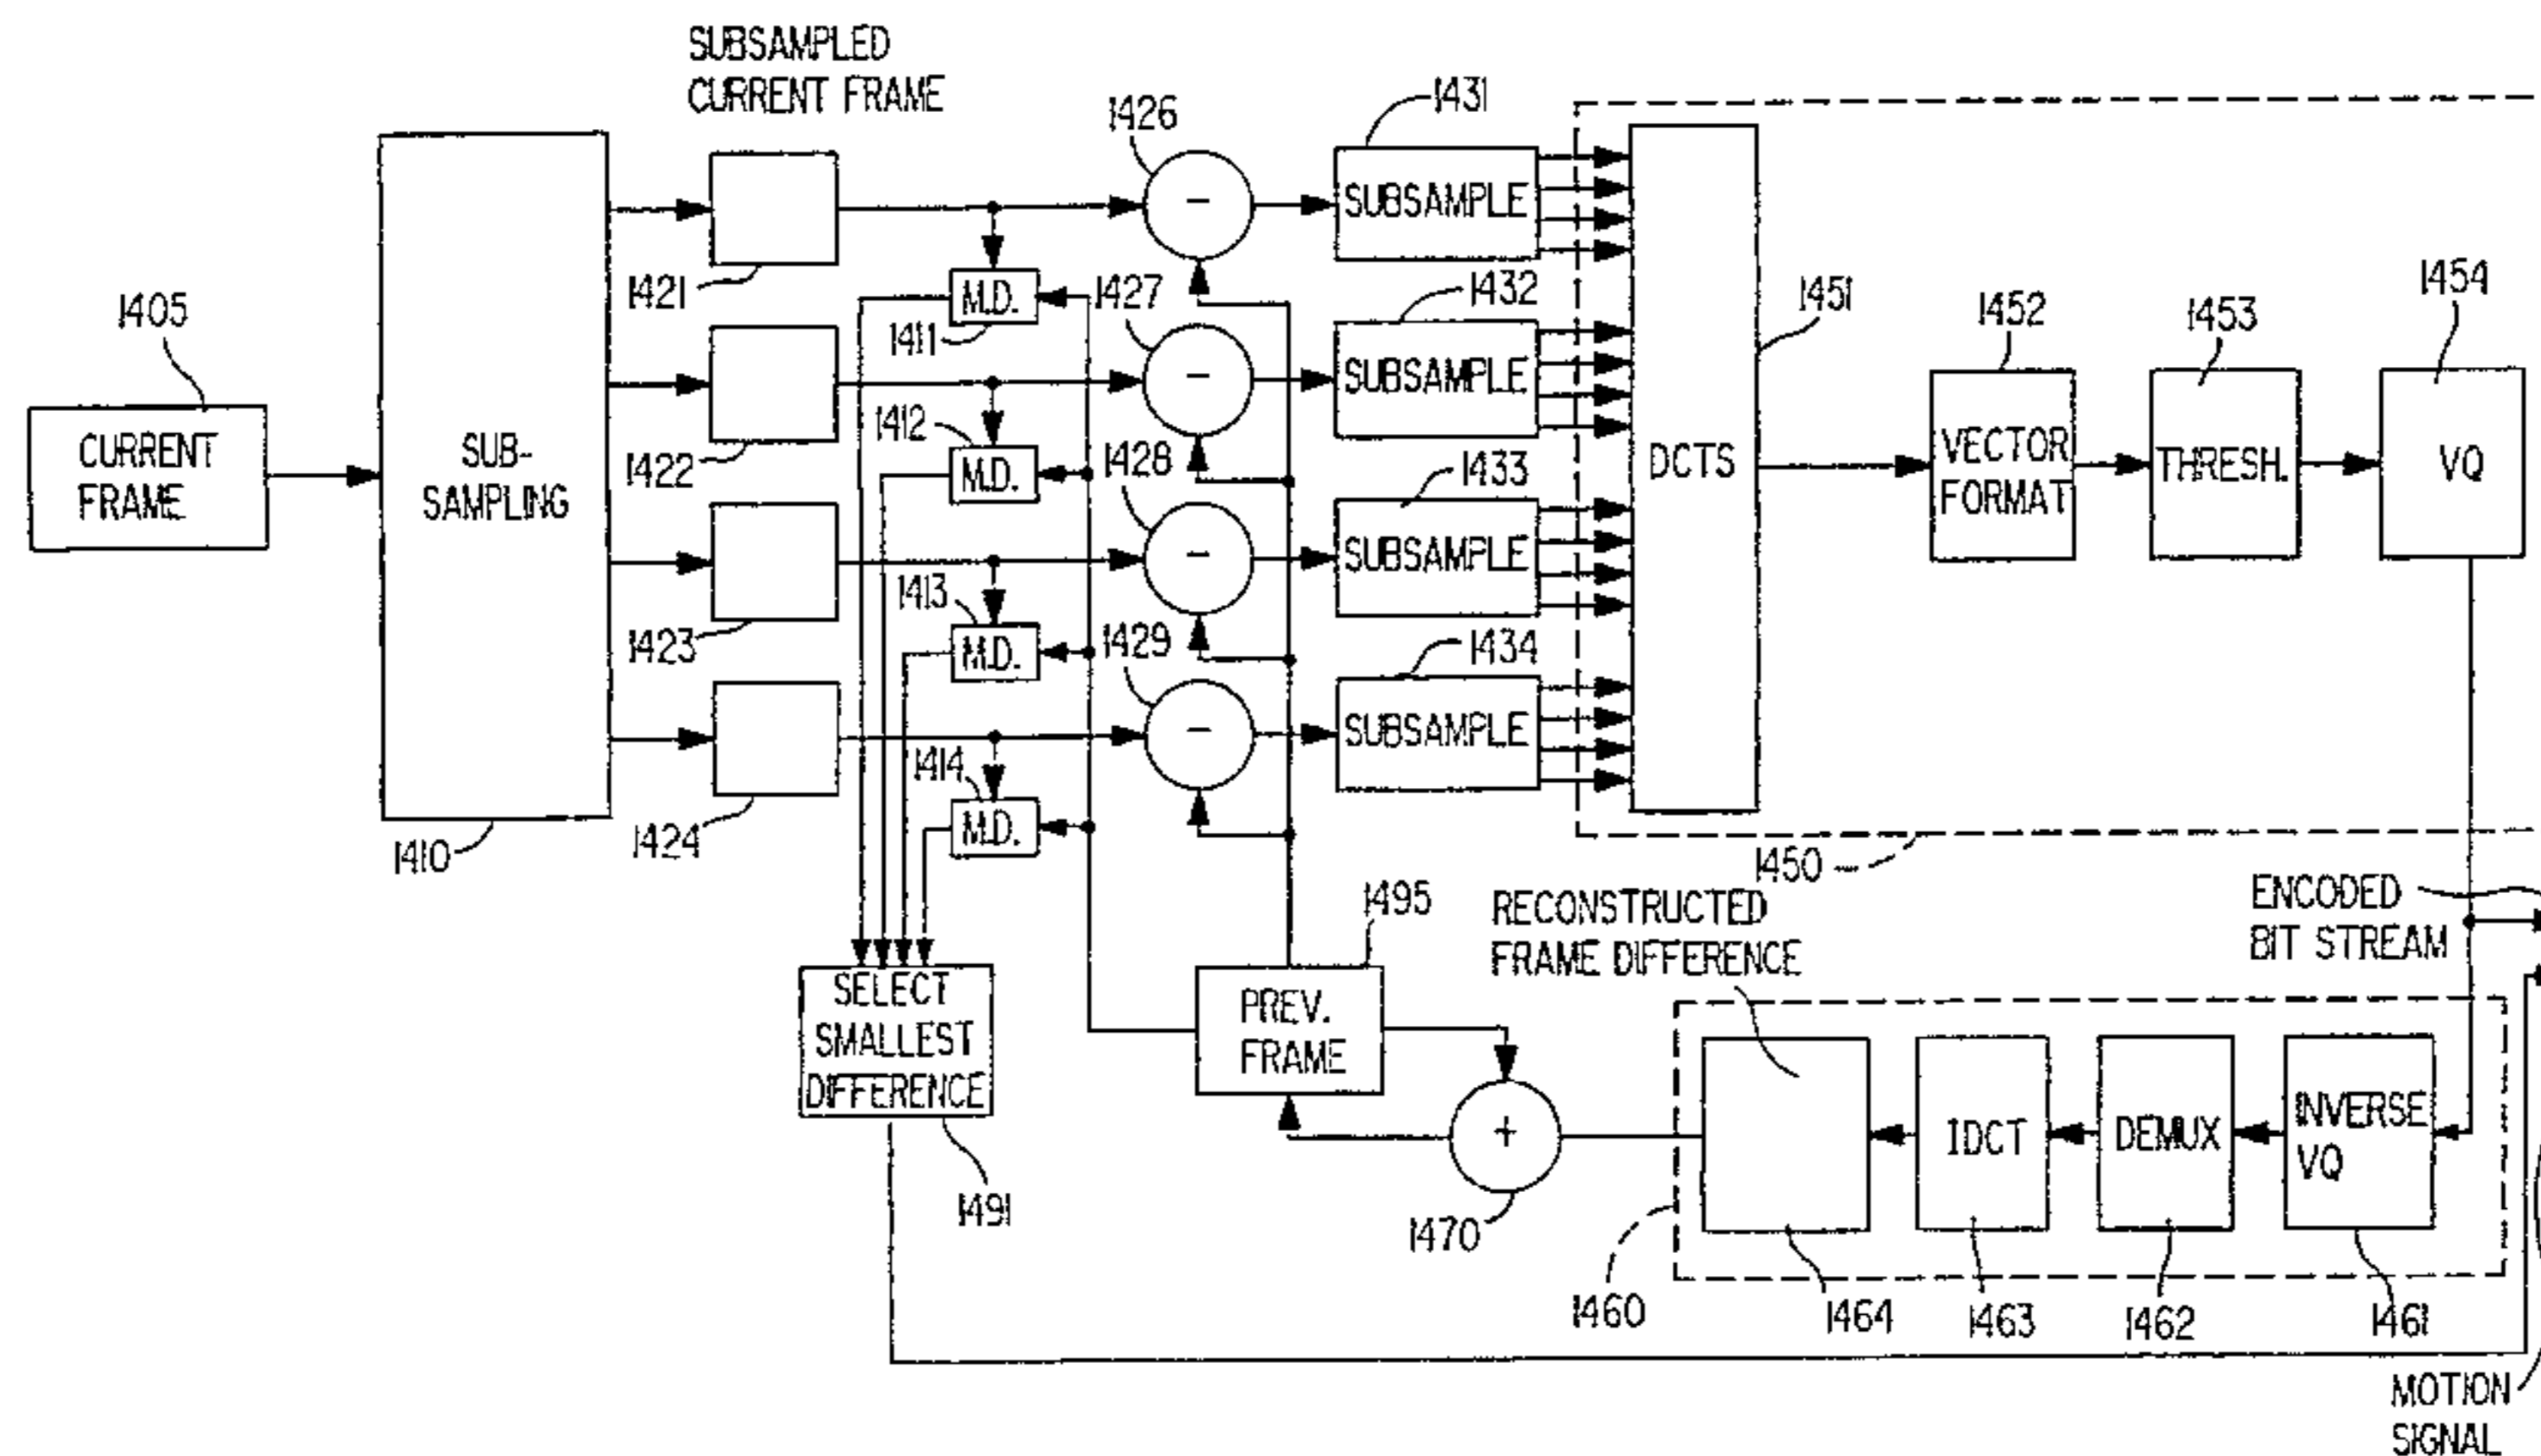 SUBSAMPLED
CURRENT FRAME
1426
1431
1405
1421
M.D.
1411
1427
1432
1451
1452
1453
1454
-
SUBSAMPLE
CURRENT
FRAME
SUB-
SAMPLING
1422
1412
M.D.
1428
-
SUBSAMPLE
1433
DCTS
VECTOR
FORMAT
THRESH.
VQ
1423
1413
M.D.
1429
-
SUBSAMPLE
1434
1410
1424
1414
M.D.
-
SUBSAMPLE
1450
1495
RECONSTRUCTED
FRAME DIFFERENCE
ENCODED
BIT STREAM
SELECT
SMALLEST
DIFFERENCE
PREV.
FRAME
+
IDCT
DEMUX
INVERSE
VQ
1491
1470
1460
1464
1463
1462
1461
MOTION
SIGNAL